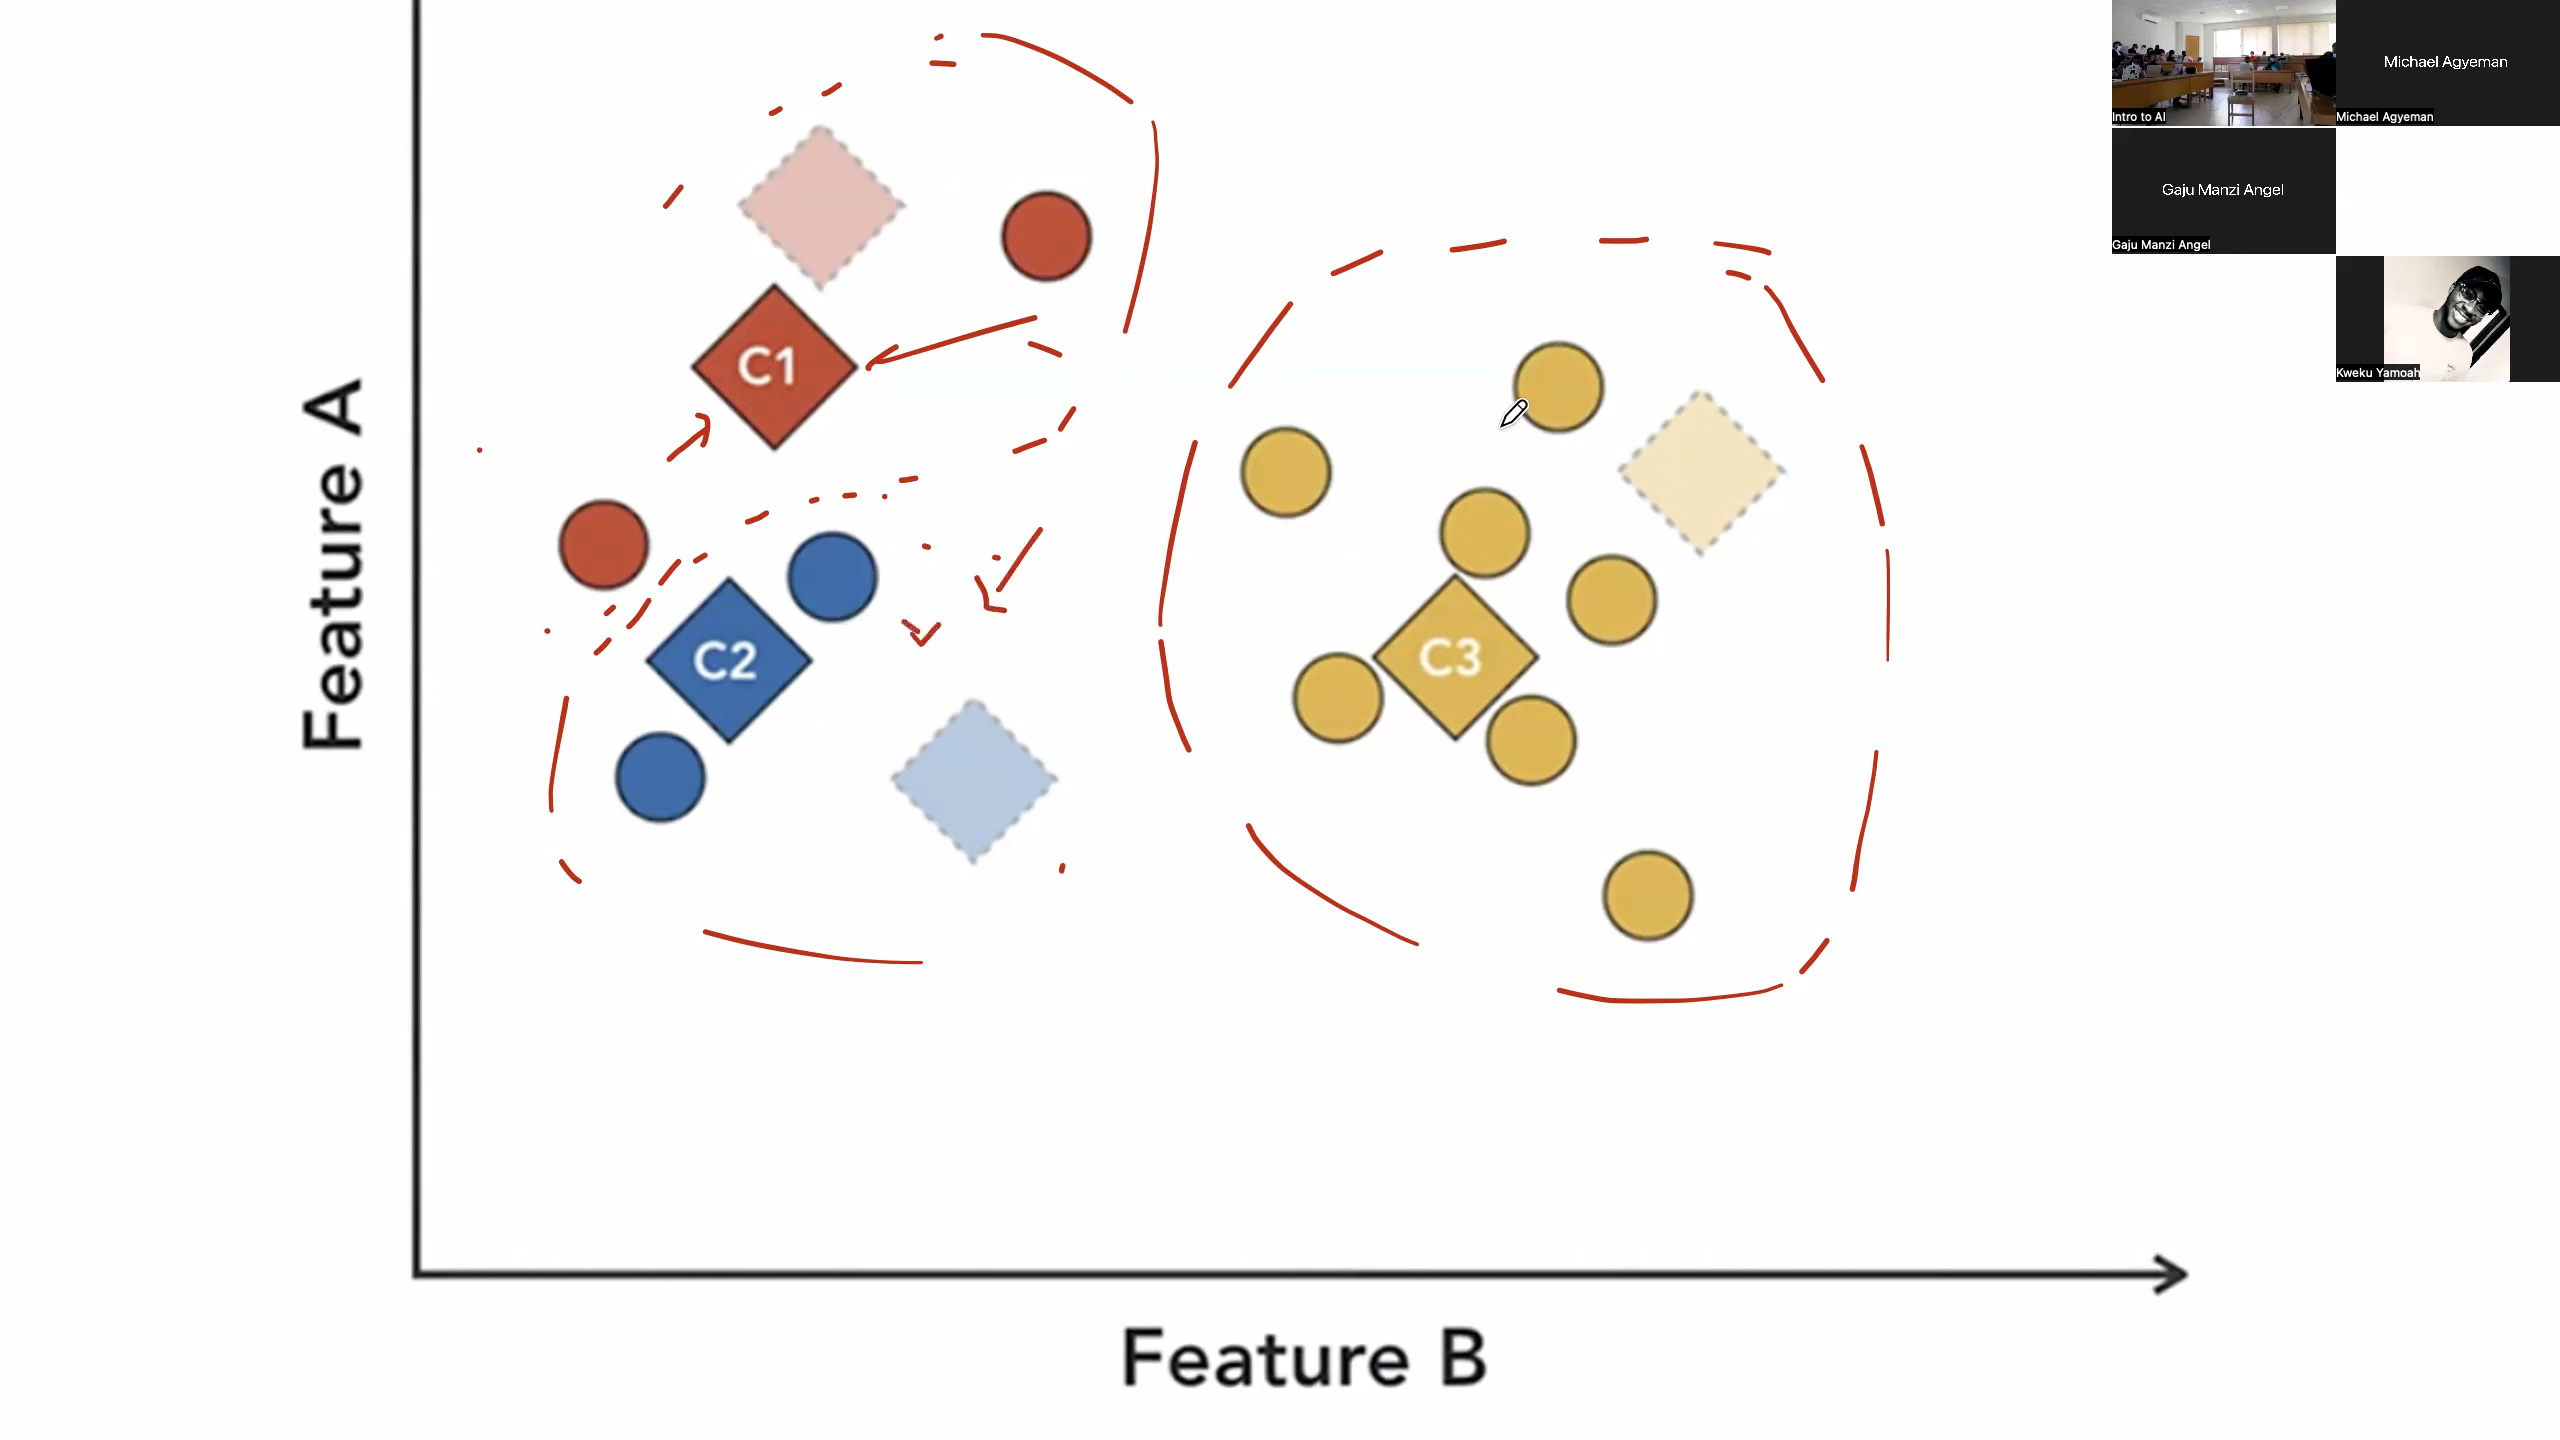 Feature A
C1
C2
C3
Feature B
Intro to AI
Michael Agyeman
Michael Agyeman
Gaju Manzi Angel
Gaju Manzi Angel
Kweku Yamoah